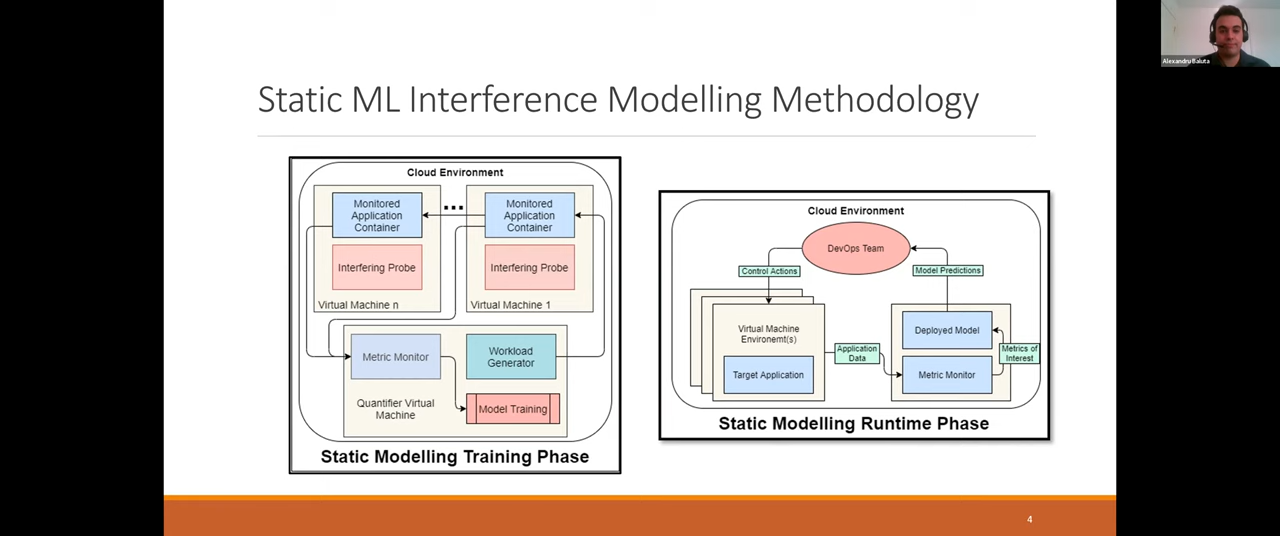 Alexandru Baluta
Static ML Interference Modelling Methodology
Cloud Environment
Monitored
Application
Container
...
Monitored
Application
Container
Interfering Probe
Interfering Probe
Virtual Machine n
Virtual Machine 1
Metric Monitor
Workload
Generator
Quantifier Virtual
Machine
Model Training
Static Modelling Training Phase
Cloud Environment
DevOps Team
Control Actions
Model Predictions
Virtual Machine
Environemt(s)
Target Application
Application
Data
Deployed Model
Metrics of
Interest
Metric Monitor
Static Modelling Runtime Phase
4